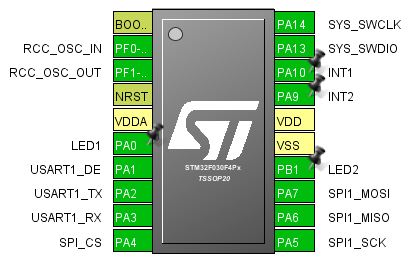 BOO..
PA14
SYS_SWCLK
RCC_OSC_IN
PF0-..
PA13
SYS_SWDIO
RCC_OSC_OUT
PF1-..
PA10
INT1
NRST
PA9
INT2
VDDA
VDD
LED1
PA0
VSS
USART1_DE
PA1
STM32F030F4Px
TSSOP20
PB1
LED2
USART1_TX
PA2
PA7
SPI1_MOSI
USART1_RX
PA3
PA6
SPI1_MISO
SPI_CS
PA4
PA5
SPI1_SCK